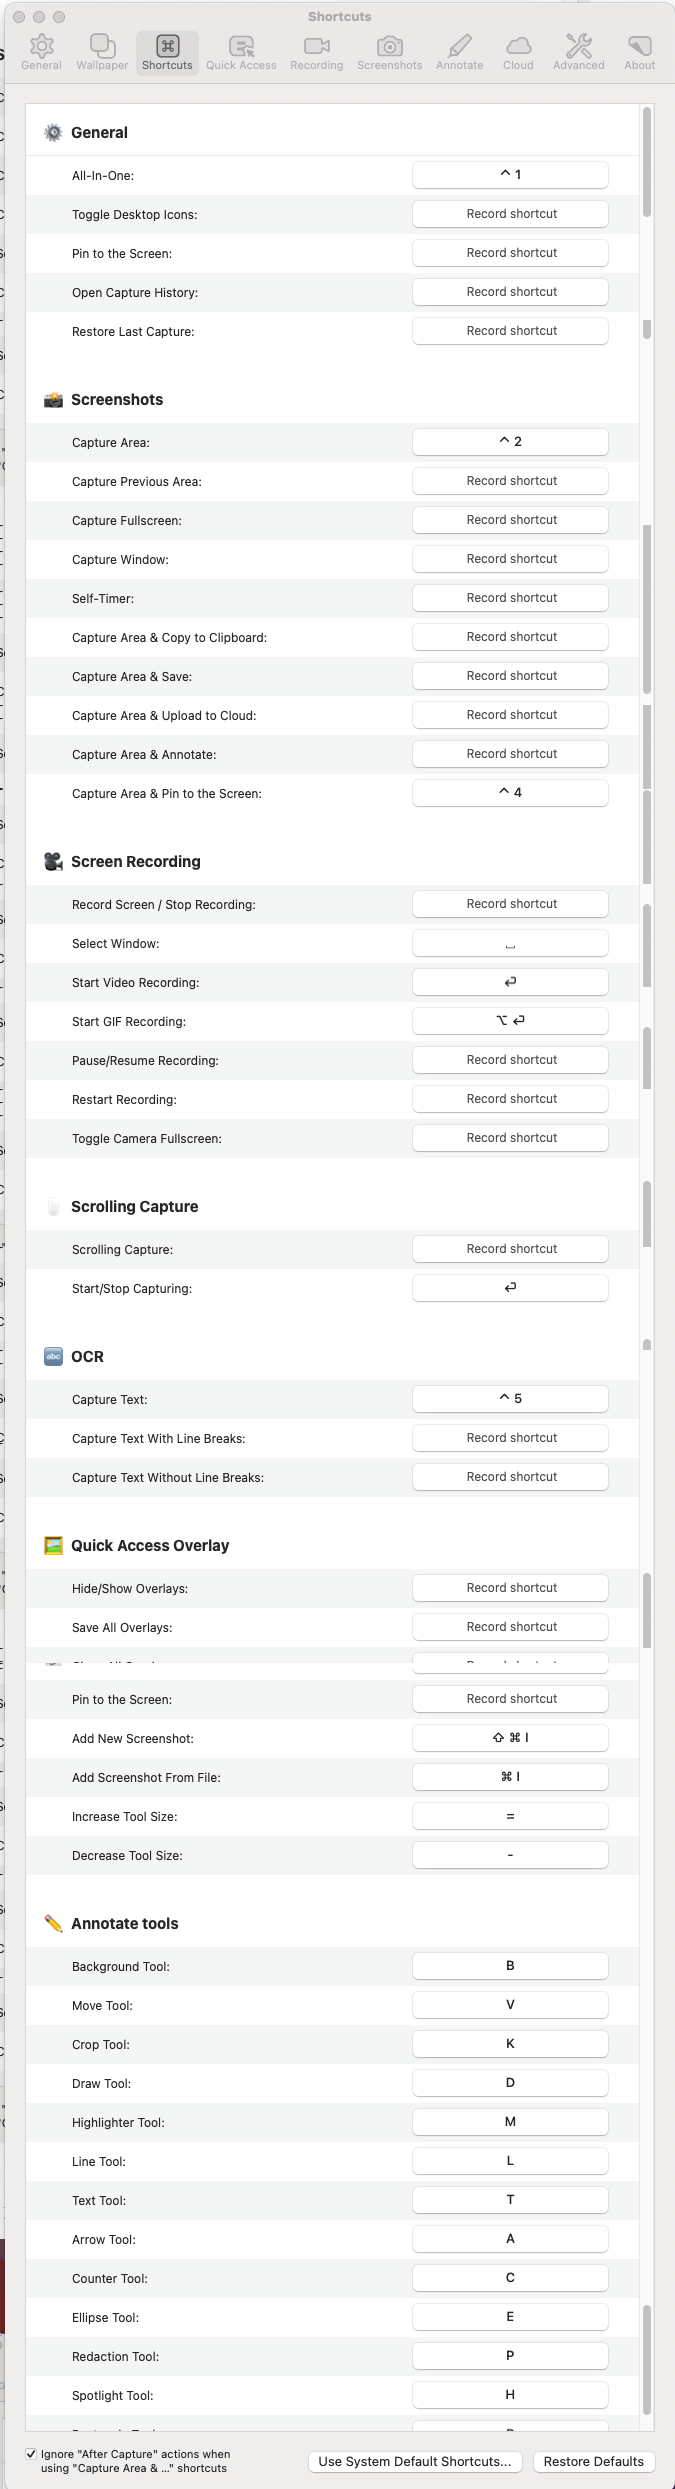 Shortcuts
General Wallpaper Shortcuts Quick Access Recording Screenshots Annotate Cloud Advanced About
General
All-In-One: ^ 1
Toggle Desktop Icons: Record shortcut
Pin to the Screen: Record shortcut
Open Capture History: Record shortcut
Restore Last Capture: Record shortcut
Screenshots
Capture Area: ^ 2
Capture Previous Area: Record shortcut
Capture Fullscreen: Record shortcut
Capture Window: Record shortcut
Self-Timer: Record shortcut
Capture Area & Copy to Clipboard: Record shortcut
Capture Area & Save: Record shortcut
Capture Area & Upload to Cloud: Record shortcut
Capture Area & Annotate: Record shortcut
Capture Area & Pin to the Screen: ^ 4
Screen Recording
Record Screen / Stop Recording: Record shortcut
Select Window: ⎵
Start Video Recording: ↩
Start GIF Recording: ⌥ ↩
Pause/Resume Recording: Record shortcut
Restart Recording: Record shortcut
Toggle Camera Fullscreen: Record shortcut
Scrolling Capture
Scrolling Capture: Record shortcut
Start/Stop Capturing: ↩
abc OCR
Capture Text: ^ 5
Capture Text With Line Breaks: Record shortcut
Capture Text Without Line Breaks: Record shortcut
Quick Access Overlay
Hide/Show Overlays: Record shortcut
Save All Overlays: Record shortcut
Pin to the Screen: Record shortcut
Add New Screenshot: ⇧ ⌘ I
Add Screenshot From File: ⌘ I
Increase Tool Size: =
Decrease Tool Size: -
Annotate tools
Background Tool: B
Move Tool: V
Crop Tool: K
Draw Tool: D
Highlighter Tool: M
Line Tool: L
Text Tool: T
Arrow Tool: A
Counter Tool: C
Ellipse Tool: E
Redaction Tool: P
Spotlight Tool: H
Ignore "After Capture" actions when
using "Capture Area & ..." shortcuts
Use System Default Shortcuts... Restore Defaults